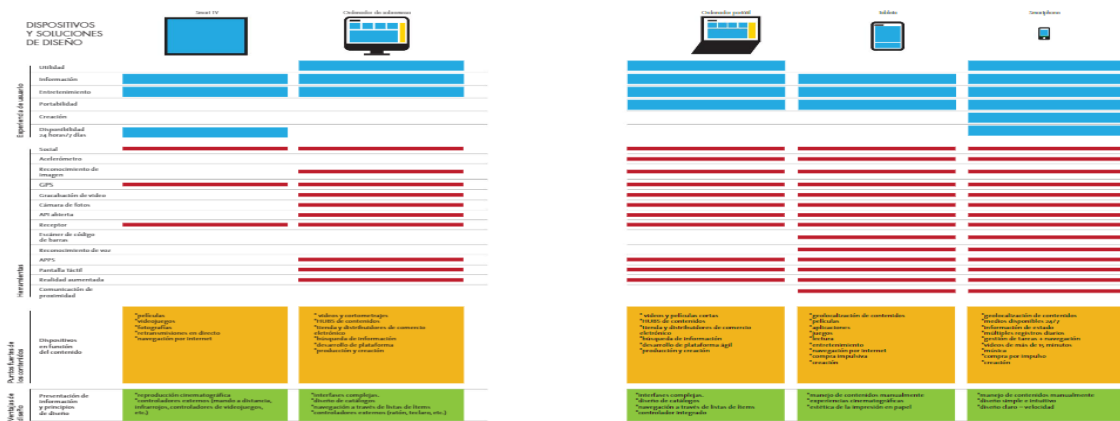 DISPOSITIVOS
Y SOLUCIONES
DE DISEÑO
Smart TV
Ordenador de sobremesa
Ordenador portátil
Tableta
Smartphone
Experiencia de usuario
Utilidad
Información
Entretenimiento
Portabilidad
Creación
Disponibilidad
24 horas/7 días
Herramientas
Social
Acelerómetro
Reconocimiento de
imagen
GPS
Cámara de fotos
API abierta
Receptor
Escáner de código
de barras
Reconocimiento de voz
APPS
Pantalla táctil
Realidad aumentada
Comunicación de
proximidad
Puntos fuertes de
los contenidos
Dispositivos
en función
del contenido
*películas
*videojuegos
*fotografías
*retransmisiones en directo
*navegación por internet
*vídeos y cortometrajes
*HUBS de contenidos
*tienda y distribuidores de comercio
eletrónico
*búsqueda de información
*desarrollo de plataforma
*producción y creación
*vídeos y películas cortas
*HUBS de contenidos
*tienda y distribuidores de comercio
eletrónico
*búsqueda de información
*desarrollo de plataforma ágil
*producción y creación
*geolocalización de contenidos
*películas
*aplicaciones
*juegos
*lectura
*entretenimiento
*navegación por internet
*compra impulsiva
*creación
*geolocalización de contenidos
*medios disponibles 24/7
*información de estado
*múltiples registros diarios
*gestión de tareas o navegación
*vídeos de más de 15 minutos
*música
*compra por impulso
*creación
Ventajas de
diseño
Presentación de
información
y principios
de diseño
*reproducción cinematográfica
*controladores externos (mando a distancia,
infrarrojos, controladores de videojuegos,
etc.)
*interfases complejas.
*diseño de catálogos
*navegación a través de listas de ítems
*controladores externos (ratón, teclado, etc.)
*interfases complejas.
*diseño de catálogos
*navegación a través de listas de ítems
*controlador integrado
*manejo de contenidos manualmente
*experiencias cinematográficas
*estética de la impresión en papel
*manejo de contenidos manualmente
*diseño simple e intuitivo
*diseño claro = velocidad